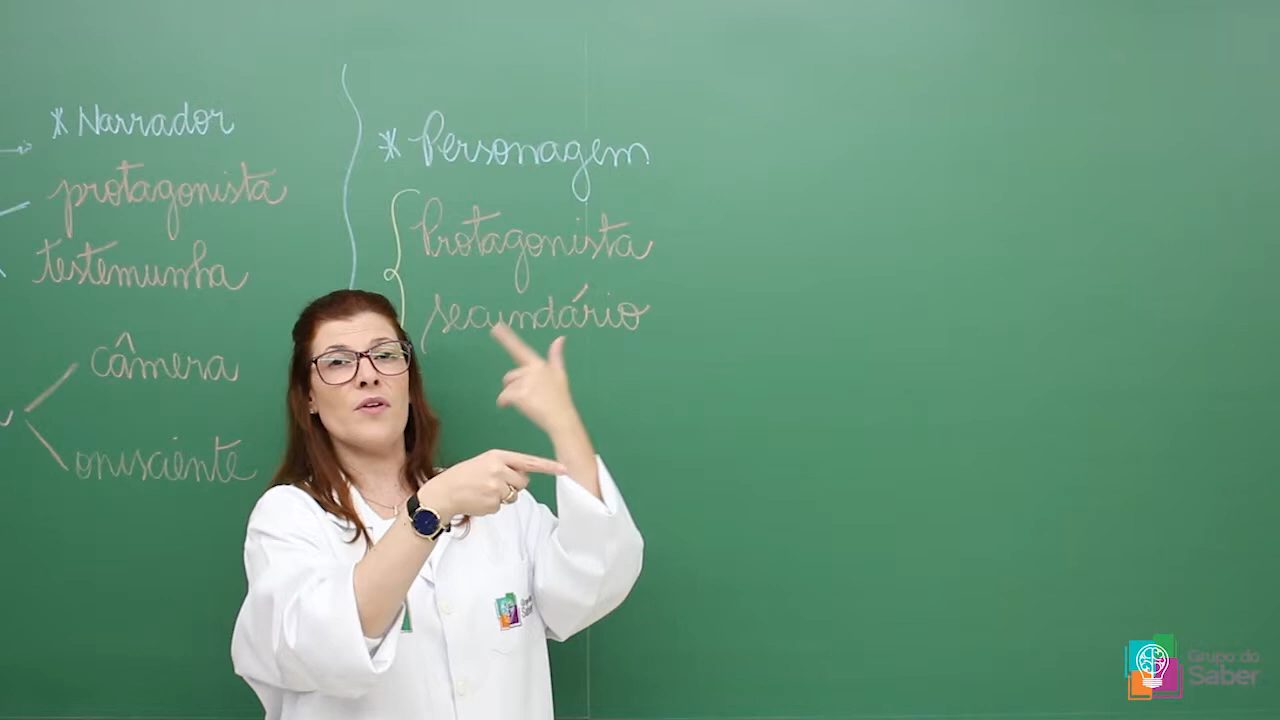 * Narrador
protagonista
testemunha
câmera
onisciente
* Personagem
Protagonista
secundário
Grupo do
Saber